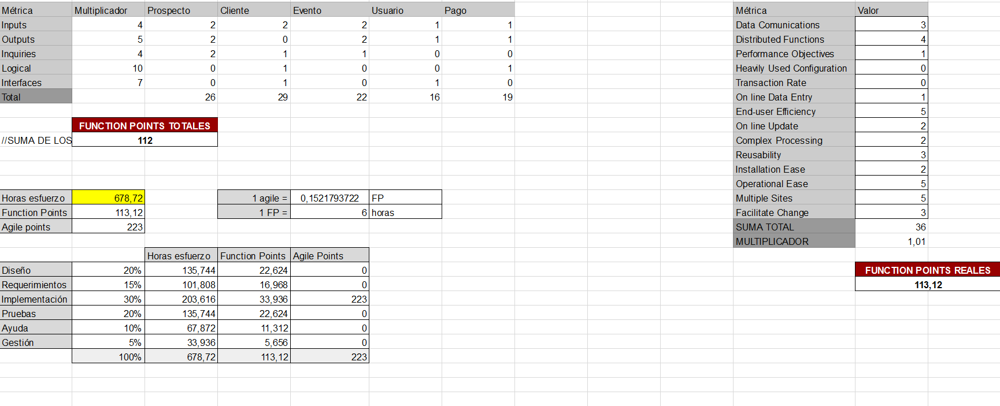 Métrica Multiplicador Prospecto Cliente Evento Usuario Pago
Inputs 4 2 2 2 1 1
Outputs 5 2 0 2 1 1
Inquiries 4 2 1 1 0 0
Logical 10 0 1 0 0 1
Interfaces 7 0 1 0 1 0
Total 26 29 22 16 19
FUNCTION POINTS TOTALES
//SUMA DE LOS 112
Horas esfuerzo 678,72 1 agile = 0,1521793722 FP
Function Points 113,12 1 FP = 6 horas
Agile points 223
Horas esfuerzo Function Points Agile Points
Diseño 20% 135,744 22,624 0
Requerimientos 15% 101,808 16,968 0
Implementación 30% 203,616 33,936 223
Pruebas 20% 135,744 22,624 0
Ayuda 10% 67,872 11,312 0
Gestión 5% 33,936 5,656 0
100% 678,72 113,12 223
Métrica Valor
Data Comunications 3
Distributed Functions 4
Performance Objectives 1
Heavily Used Configuration 0
Transaction Rate 0
On line Data Entry 1
End-user Efficiency 5
On line Update 2
Complex Processing 2
Reusability 3
Installation Ease 2
Operational Ease 5
Multiple Sites 5
Facilitate Change 3
SUMA TOTAL 36
MULTIPLICADOR 1,01
FUNCTION POINTS REALES
113,12